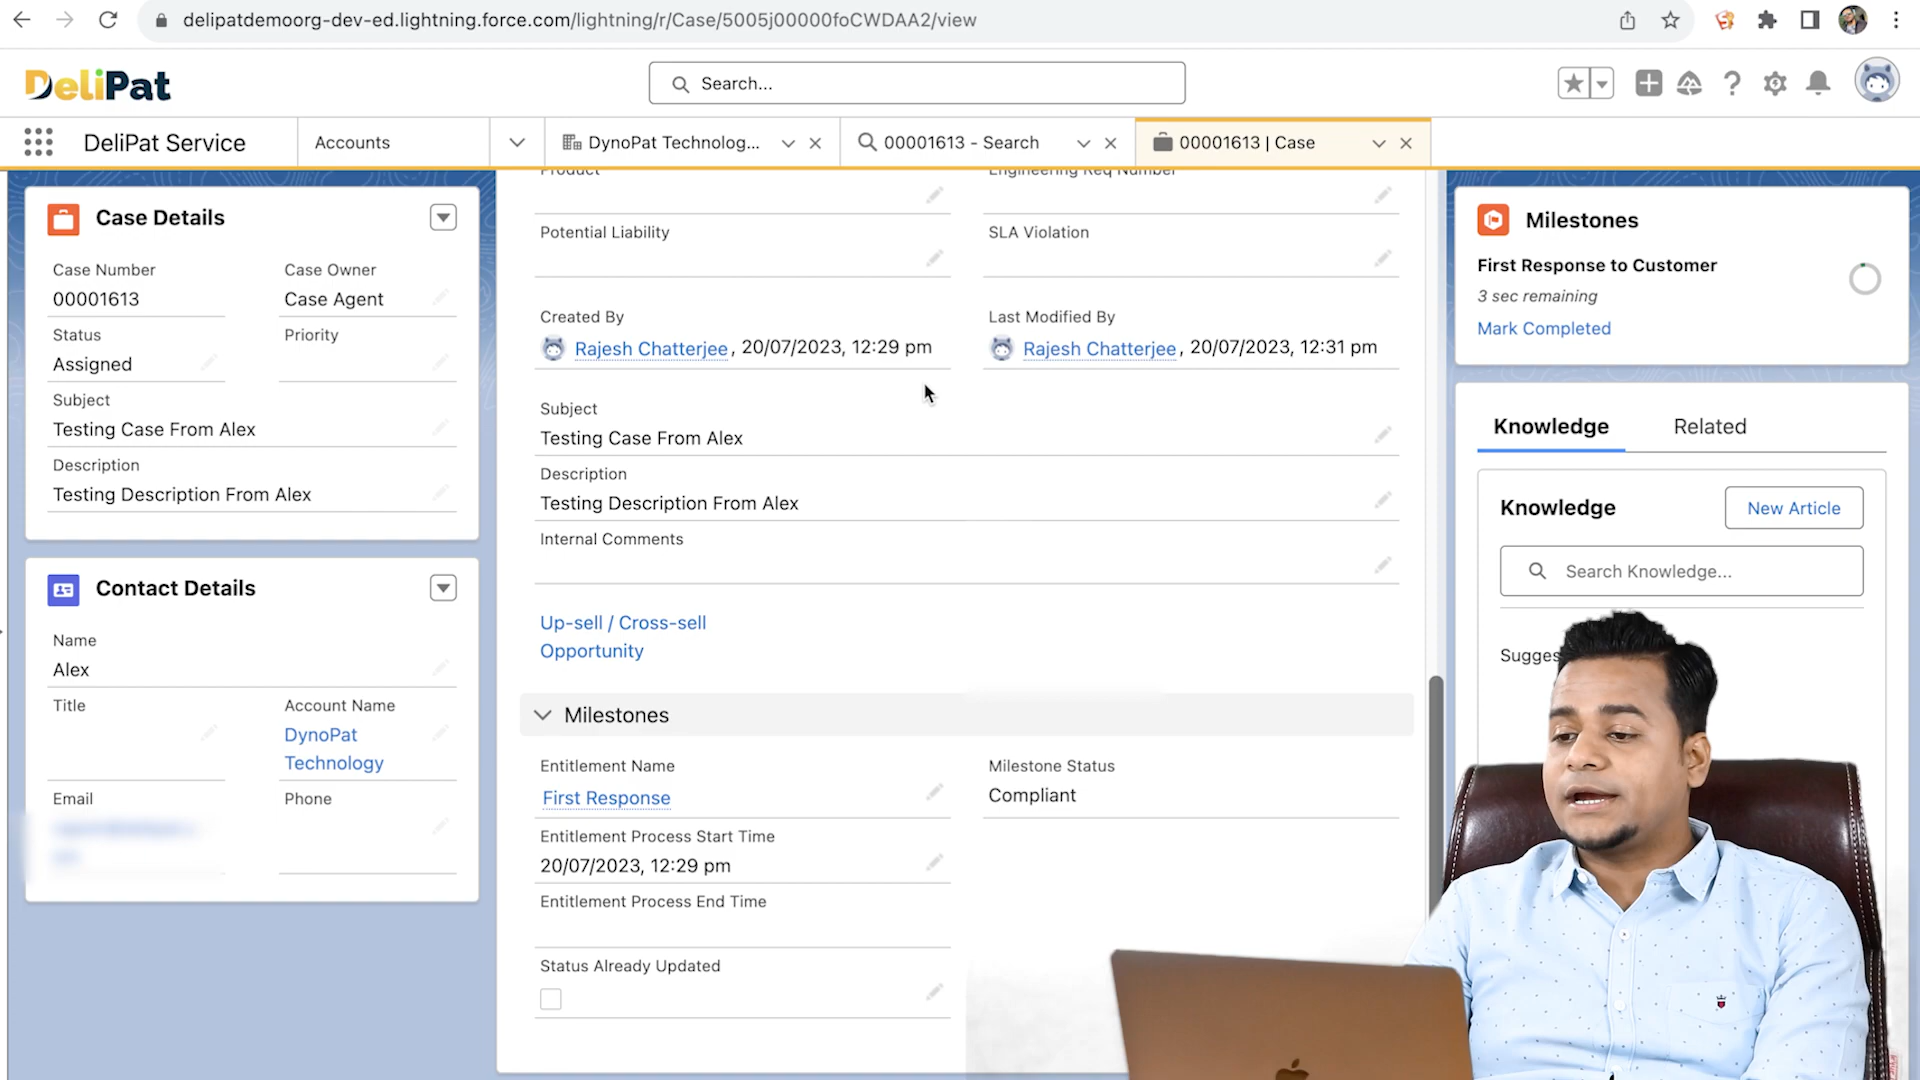 delipatdemoorg-dev-ed.lightning.force.com/lightning/r/Case/5005j00000foCWDAA2/view
DeliPat
Search...
DeliPat Service
Accounts
DynoPat Technolog...
00001613 - Search
00001613 | Case
Case Details
Case Number
00001613
Case Owner
Case Agent
Status
Assigned
Priority
Subject
Testing Case From Alex
Description
Testing Description From Alex
Contact Details
Name
Alex
Title
Account Name
DynoPat
Technology
Email
Phone
Product
Engineering Req Number
Potential Liability
SLA Violation
Created By
Rajesh Chatterjee, 20/07/2023, 12:29 pm
Last Modified By
Rajesh Chatterjee, 20/07/2023, 12:31 pm
Subject
Testing Case From Alex
Description
Testing Description From Alex
Internal Comments
Up-sell / Cross-sell
Opportunity
Milestones
Entitlement Name
First Response
Milestone Status
Compliant
Entitlement Process Start Time
20/07/2023, 12:29 pm
Entitlement Process End Time
Status Already Updated
Milestones
First Response to Customer
3 sec remaining
Mark Completed
Knowledge
Related
Knowledge
New Article
Search Knowledge...